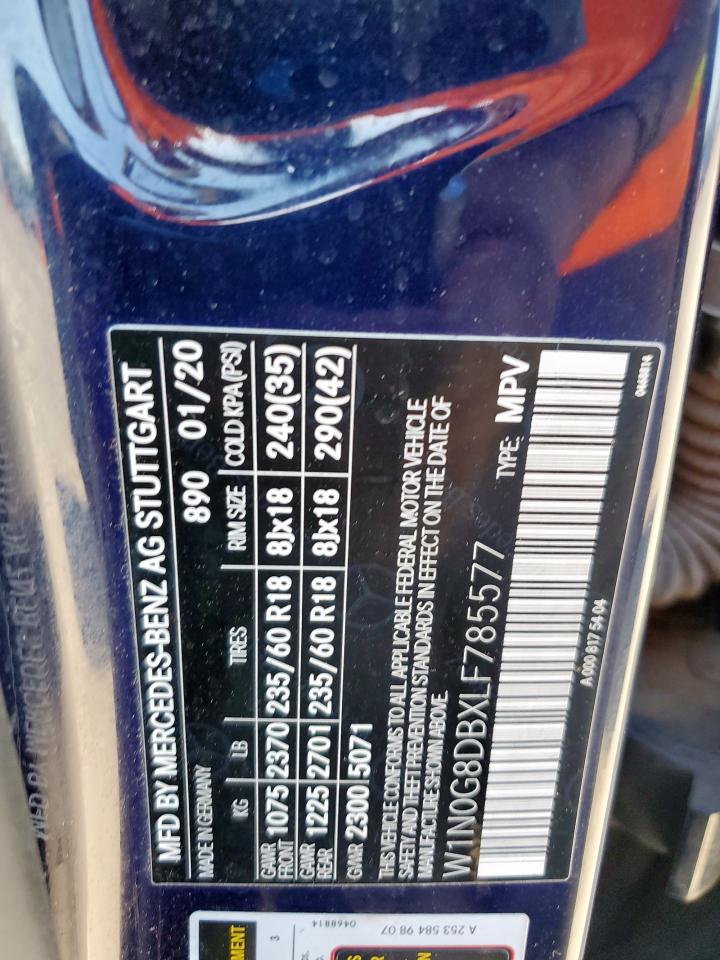 MFD BY MERCEDES-BENZ AG STUTTGART
MADE IN GERMANY 890 01/20
KG LB TIRES RIM SIZE COLD KPA(PSI)
GAWR FRONT 1075 2370 235/60 R18 8Jx18 240(35)
GAWR REAR 1225 2701 235/60 R18 8Jx18 290(42)
GVWR 2300 5071
THIS VEHICLE CONFORMS TO ALL APPLICABLE FEDERAL MOTOR VEHICLE
SAFETY AND THEFT PREVENTION STANDARDS IN EFFECT ON THE DATE OF
MANUFACTURE SHOWN ABOVE.
W1N0G8DBXLF785577 TYPE: MPV
A 000 817 54 04 0468814
3
0468814
A 253 584 98 07